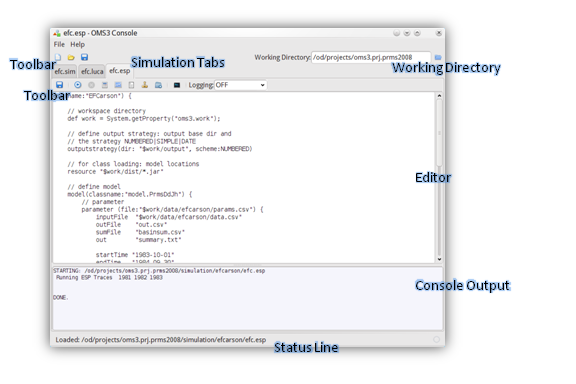 efc.esp - OMS3 Console
File Help
Toolbar
Simulation Tabs
Working Directory: /od/projects/oms3.prj.prms2008
Working Directory
efc.sim efc.luca efc.esp
Toolbar
Logging: OFF
name:"EFCarson") {
// workspace directory
def work = System.getProperty("oms3.work");
// define output strategy: output base dir and
// the strategy NUMBERED|SIMPLE|DATE
outputstrategy(dir: "$work/output", scheme:NUMBERED)
// for class loading: model locations
resource "$work/dist/*.jar"
Editor
// define model
model(classname:"model.PrmsDdJh") {
// parameter
parameter (file:"$work/data/efcarson/params.csv") {
inputFile "$work/data/efcarson/data.csv"
outFile "out.csv"
sumFile "basinsum.csv"
out "summary.txt"
startTime "1983-10-01"
endTime "1984-09-30"
STARTING: /od/projects/oms3.prj.prms2008/simulation/efcarson/efc.esp
Running ESP Traces 1981 1982 1983
Console Output
DONE.
Loaded: /od/projects/oms3.prj.prms2008/simulation/efcarson/efc.esp
Status Line